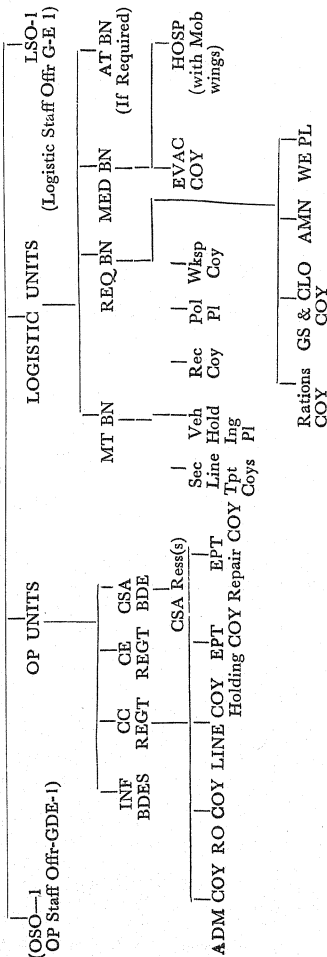 (OSO—1
OP Staff Offr-GDE-1)
OP UNITS
LOGISTIC UNITS
LSO-1
(Logistic Staff Offr G-E 1)
INF
BDES
CC
REGT
CE
REGT
CSA
BDE
MT BN
REQ BN
MED BN
AT BN
(If Required)
CSA Ress(s)
Sec
Line
Tpt
Coys
Veh
Hold
Ing
Pl
Rec
Coy
Pol
Pl
Wksp
Coy
EVAC
COY
HOSP
(with Mob
wings)
ADM COY
RO COY
LINE COY
EPT
Holding COY
EPT
Repair COY
Rations
COY
GS & CLO
COY
AMN
WE PL